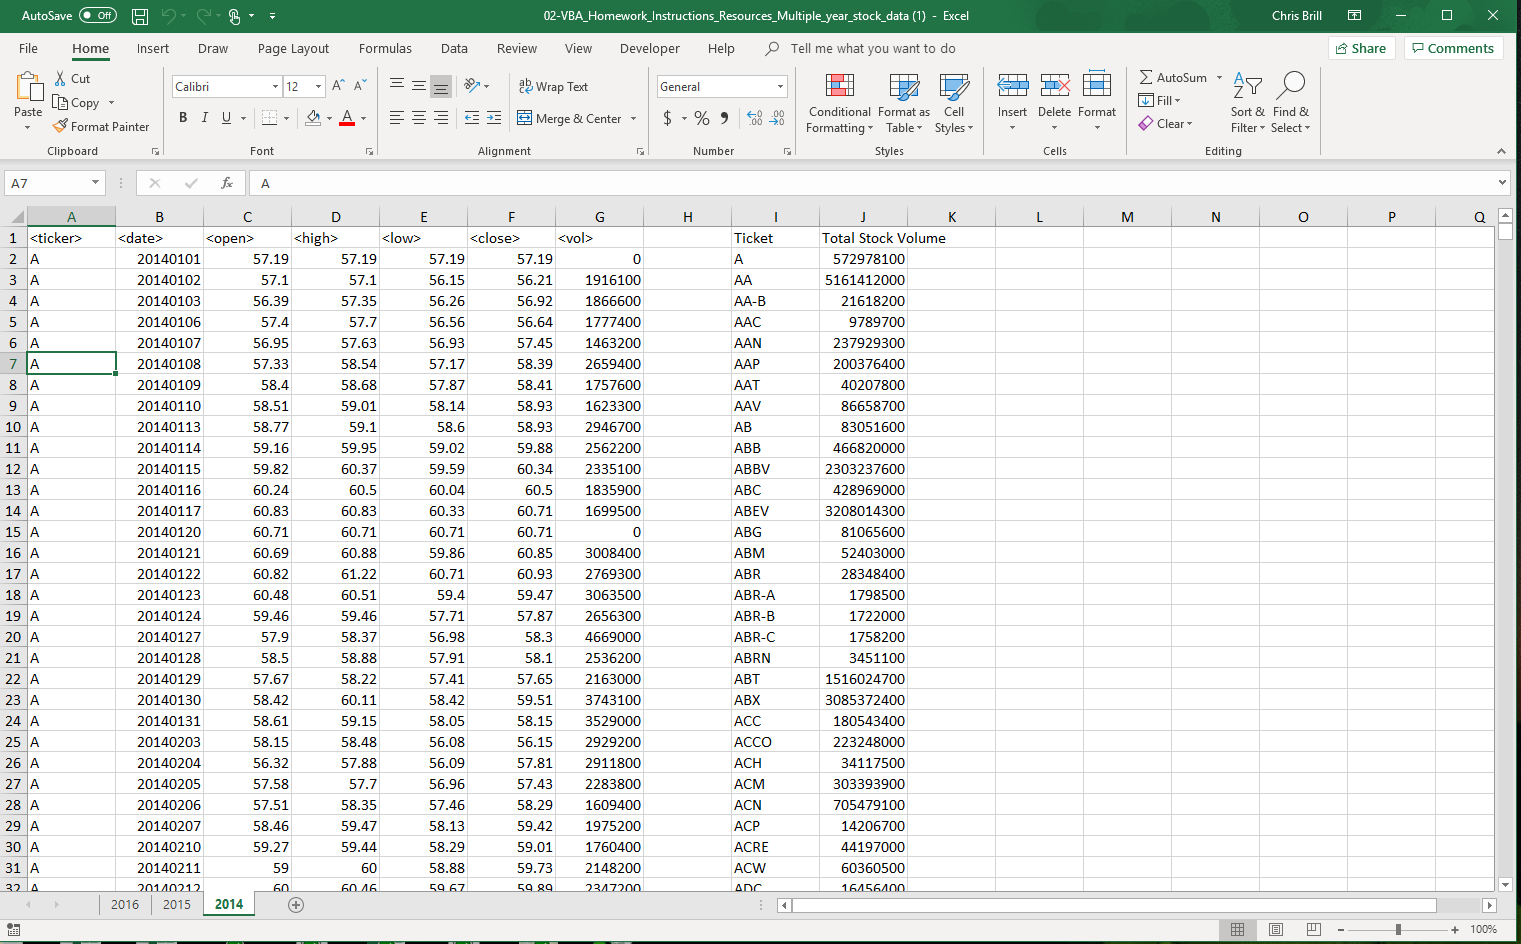 AutoSave Off 02-VBA_Homework_Instructions_Resources_Multiple_year_stock_data (1) - Excel Chris Brill
File Home Insert Draw Page Layout Formulas Data Review View Developer Help Tell me what you want to do Share Comments
Paste Cut Copy Format Painter Clipboard
Calibri 12 A A B I U A Font
ab Wrap Text Merge & Center Alignment
General $ % , Number
Conditional Formatting Format as Table Cell Styles Styles
Insert Delete Format Cells
AutoSum Fill Clear Sort & Filter Find & Select Editing
A7 fx A
A B C D E F G H I J K L M N O P Q
1 <ticker> <date> <open> <high> <low> <close> <vol> Ticket Total Stock Volume
2 A 20140101 57.19 57.19 57.19 57.19 0 A 572978100
3 A 20140102 57.1 57.1 56.15 56.21 1916100 AA 5161412000
4 A 20140103 56.39 57.35 56.26 56.92 1866600 AA-B 21618200
5 A 20140106 57.4 57.7 56.56 56.64 1777400 AAC 9789700
6 A 20140107 56.95 57.63 56.93 57.45 1463200 AAN 237929300
7 A 20140108 57.33 58.54 57.17 58.39 2659400 AAP 200376400
8 A 20140109 58.4 58.68 57.87 58.41 1757600 AAT 40207800
9 A 20140110 58.51 59.01 58.14 58.93 1623300 AAV 86658700
10 A 20140113 58.77 59.1 58.6 58.93 2946700 AB 83051600
11 A 20140114 59.16 59.95 59.02 59.88 2562200 ABB 466820000
12 A 20140115 59.82 60.37 59.59 60.34 2335100 ABBV 2303237600
13 A 20140116 60.24 60.5 60.04 60.5 1835900 ABC 428969000
14 A 20140117 60.83 60.83 60.33 60.71 1699500 ABEV 3208014300
15 A 20140120 60.71 60.71 60.71 60.71 0 ABG 81065600
16 A 20140121 60.69 60.88 59.86 60.85 3008400 ABM 52403000
17 A 20140122 60.82 61.22 60.71 60.93 2769300 ABR 28348400
18 A 20140123 60.48 60.51 59.4 59.47 3063500 ABR-A 1798500
19 A 20140124 59.46 59.46 57.71 57.87 2656300 ABR-B 1722000
20 A 20140127 57.9 58.37 56.98 58.3 4669000 ABR-C 1758200
21 A 20140128 58.5 58.88 57.91 58.1 2536200 ABRN 3451100
22 A 20140129 57.67 58.22 57.41 57.65 2163000 ABT 1516024700
23 A 20140130 58.42 60.11 58.42 59.51 3743100 ABX 3085372400
24 A 20140131 58.61 59.15 58.05 58.15 3529000 ACC 180543400
25 A 20140203 58.15 58.48 56.08 56.15 2929200 ACCO 223248000
26 A 20140204 56.32 57.88 56.09 57.81 2911800 ACH 34117500
27 A 20140205 57.58 57.7 56.96 57.43 2283800 ACM 303393900
28 A 20140206 57.51 58.35 57.46 58.29 1609400 ACN 705479100
29 A 20140207 58.46 59.47 58.13 59.42 1975200 ACP 14206700
30 A 20140210 59.27 59.44 58.29 59.01 1760400 ACRE 44197000
31 A 20140211 59 60 58.88 59.73 2148200 ACW 60360500
32 A 20140212 60 60.46 59.67 59.89 2347200 ADC 16456400
2016 2015 2014
100%